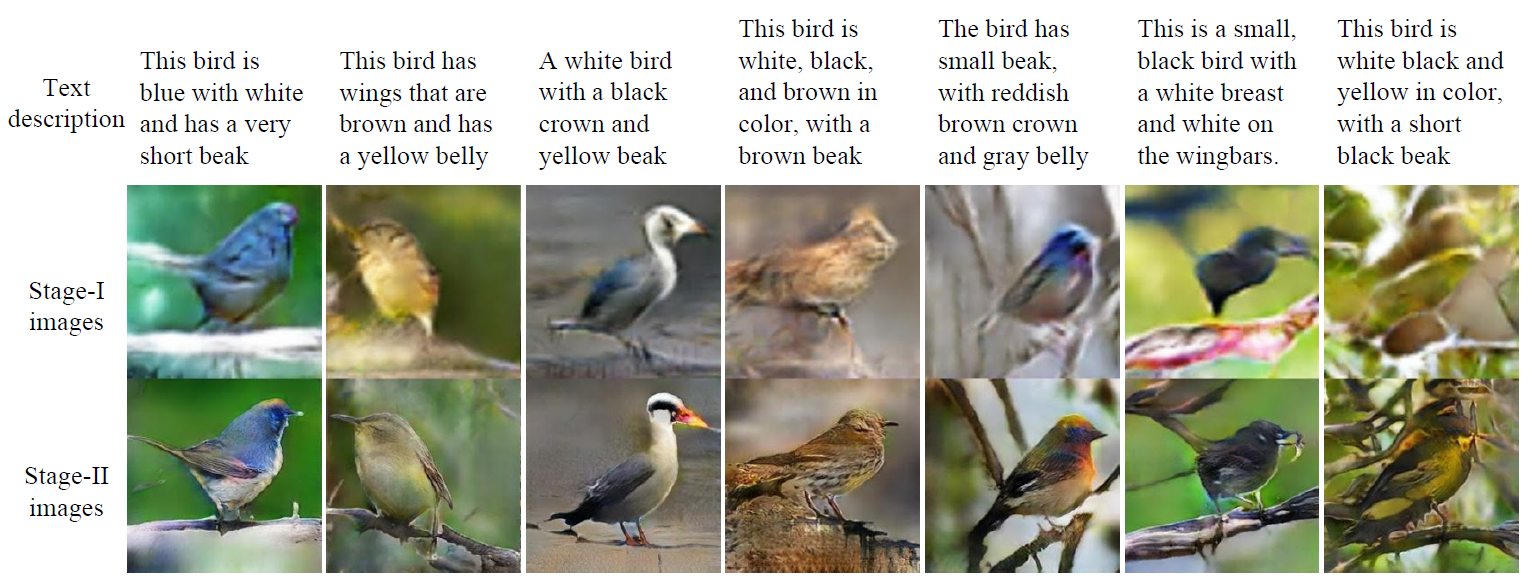 Text
description
This bird is
blue with white
and has a very
short beak
This bird has
wings that are
brown and has
a yellow belly
A white bird
with a black
crown and
yellow beak
This bird is
white, black,
and brown in
color, with a
brown beak
The bird has
small beak,
with reddish
brown crown
and gray belly
This is a small,
black bird with
a white breast
and white on
the wingbars.
This bird is
white black and
yellow in color,
with a short
black beak
Stage-I
images
Stage-II
images